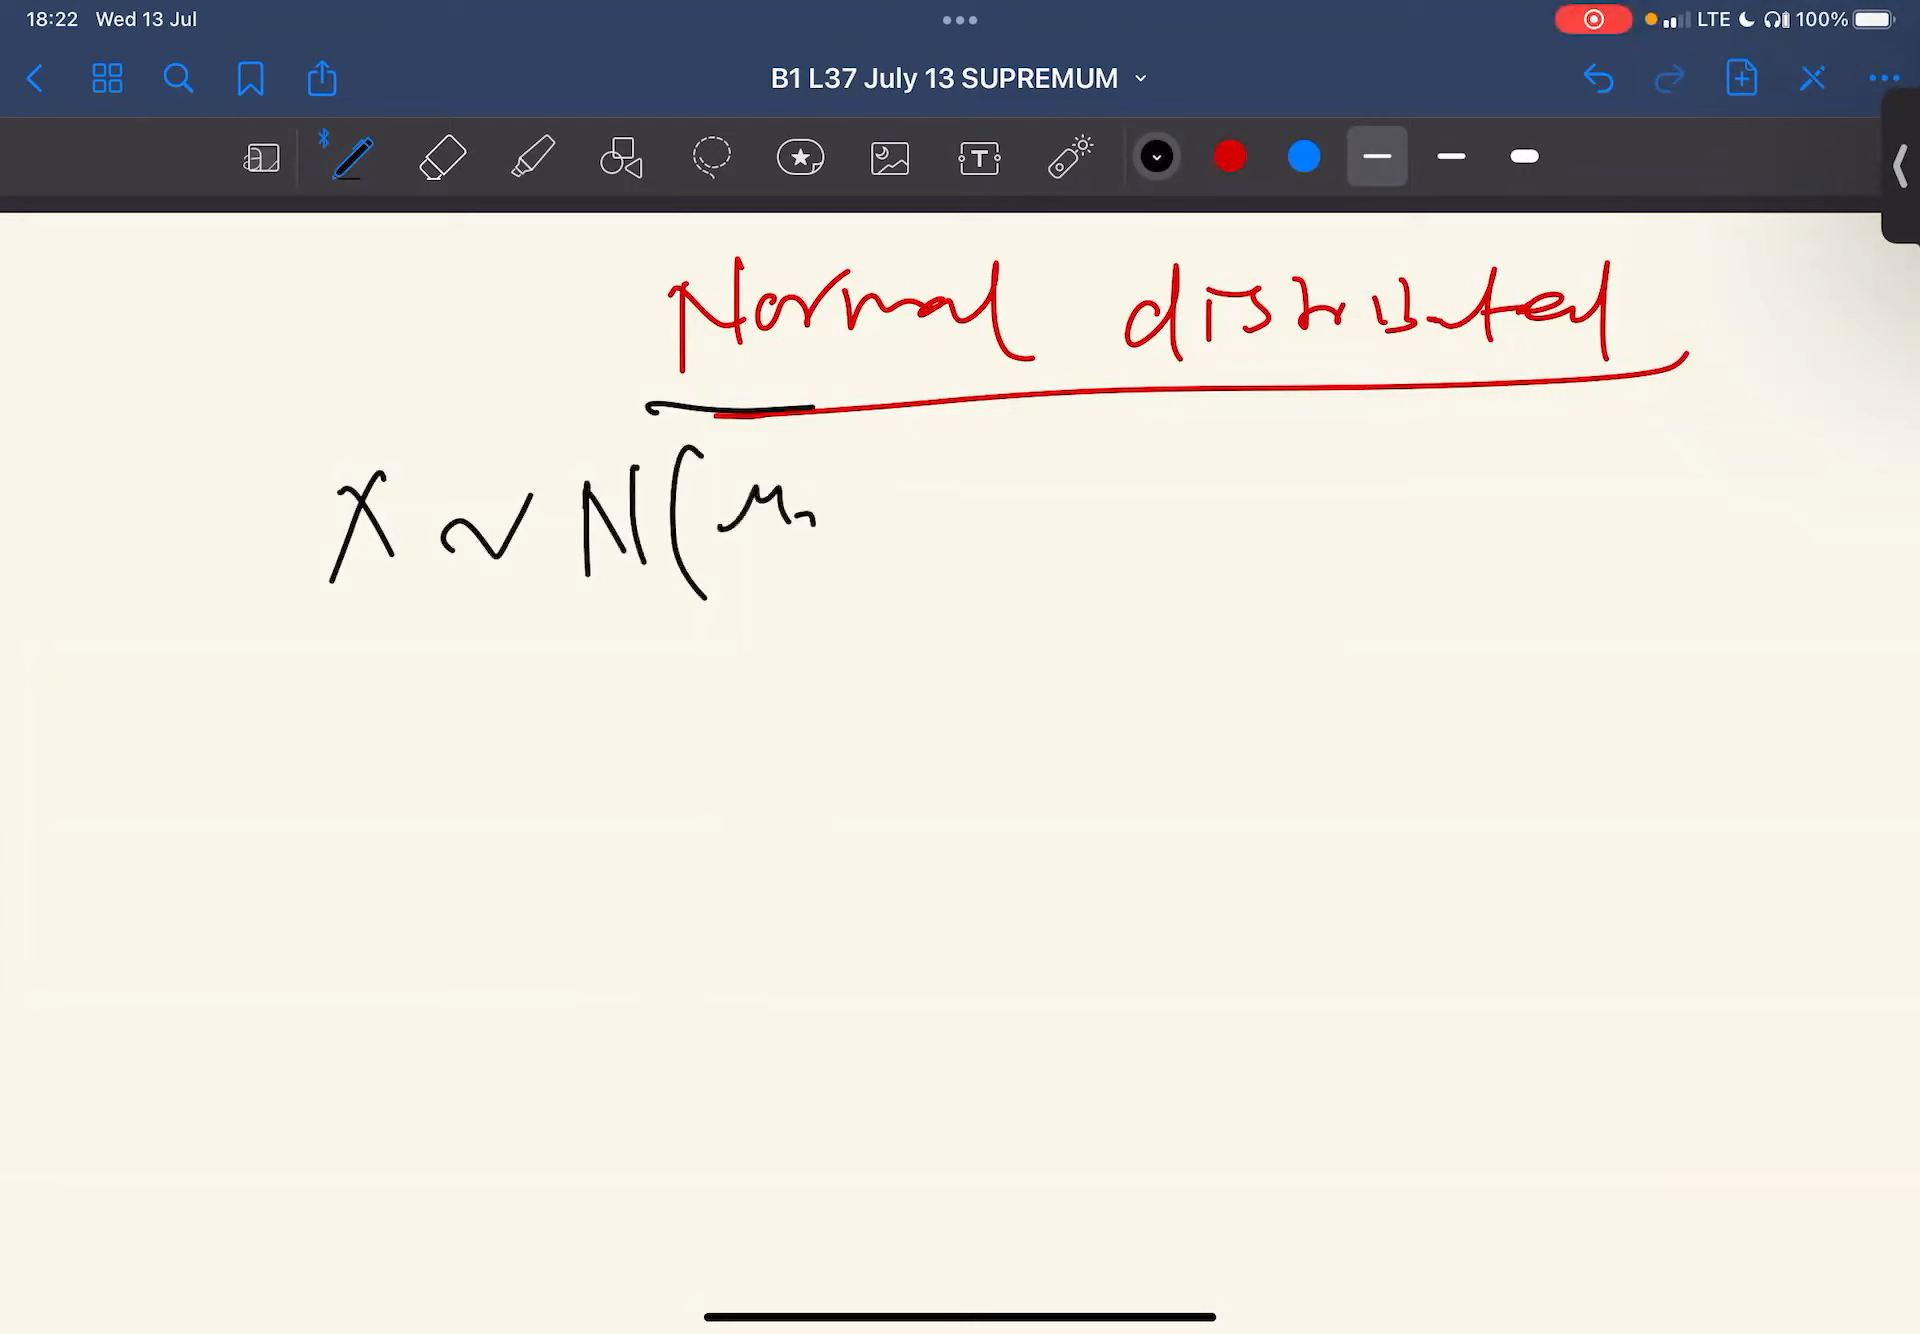 18:22 Wed 13 Jul LTE 100%
B1 L37 July 13 SUPREMUM
Normal distributed
X ~ N(μ,